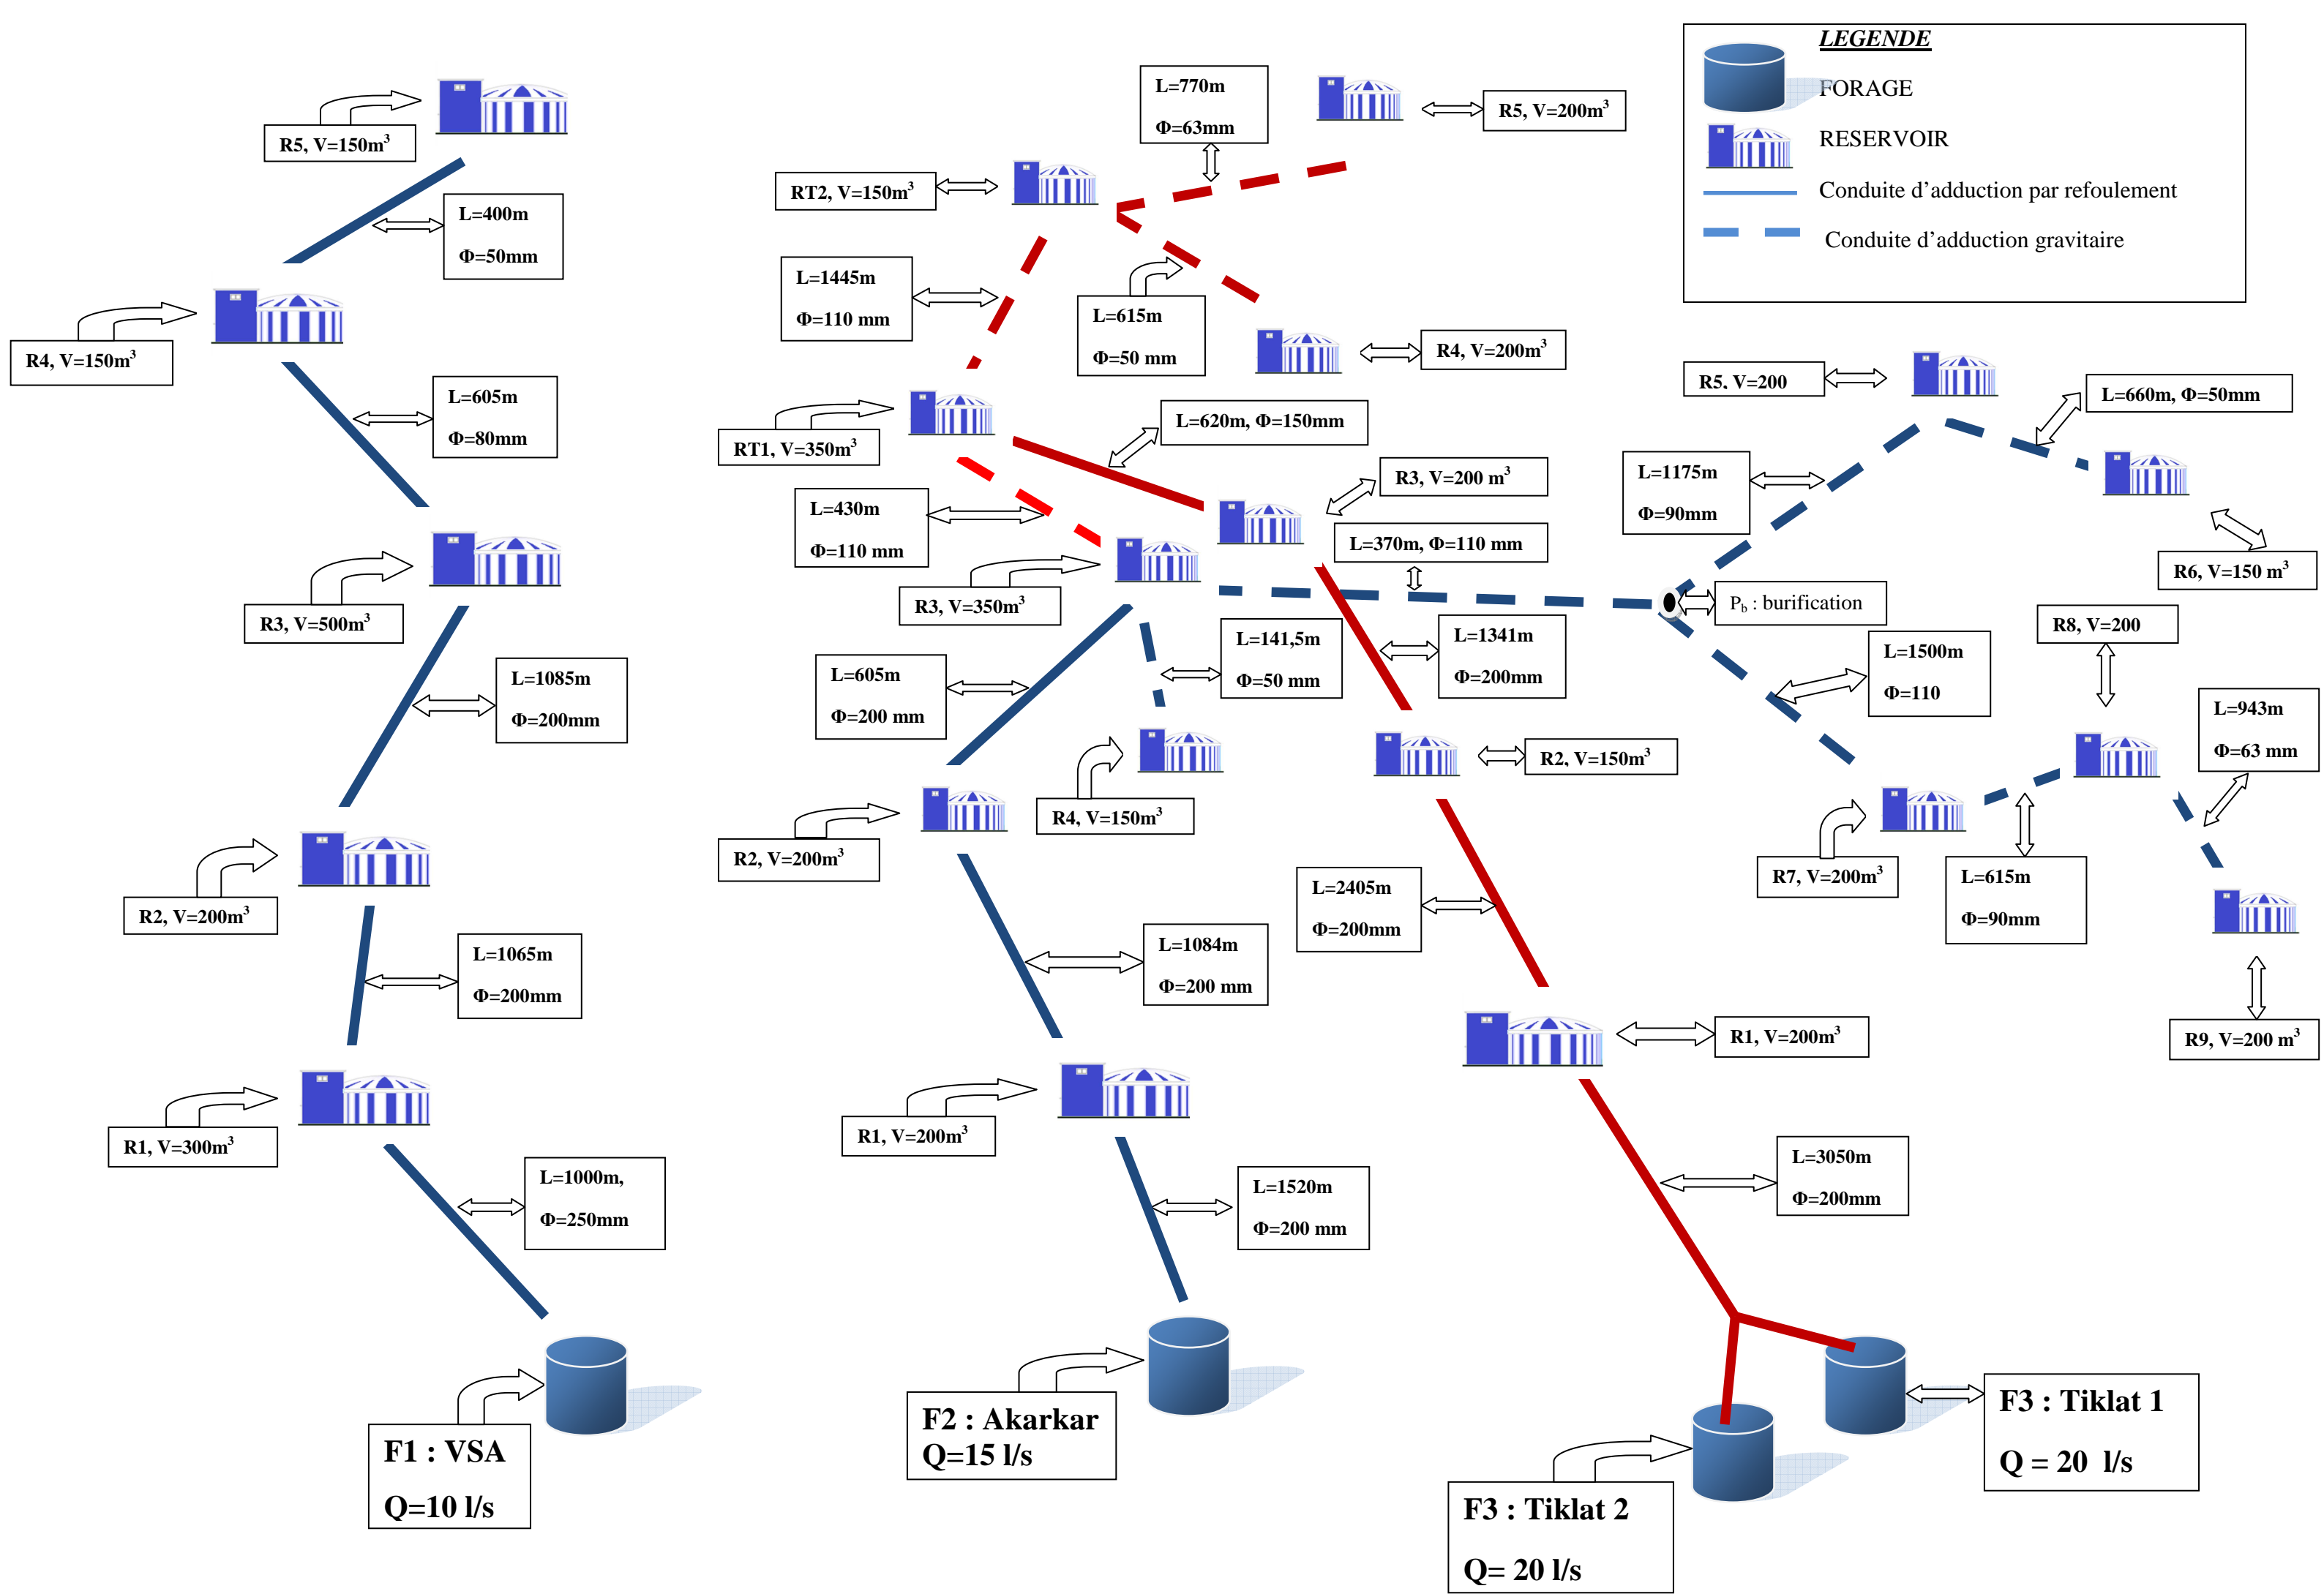 LEGENDE
FORAGE
RESERVOIR
Conduite d’adduction par refoulement
Conduite d’adduction gravitaire
R5, V=150m³
L=400m
Φ=50mm
R4, V=150m³
L=605m
Φ=80mm
R3, V=500m³
L=1085m
Φ=200mm
R2, V=200m³
L=1065m
Φ=200mm
R1, V=300m³
L=1000m,
Φ=250mm
F1 : VSA
Q=10 l/s
L=770m
Φ=63mm
R5, V=200m³
RT2, V=150m³
L=1445m
Φ=110 mm
L=615m
Φ=50 mm
R4, V=200m³
RT1, V=350m³
L=620m, Φ=150mm
R3, V=200 m³
L=430m
Φ=110 mm
L=370m, Φ=110 mm
R3, V=350m³
L=141,5m
Φ=50 mm
L=1341m
Φ=200mm
L=605m
Φ=200 mm
R2, V=150m³
R4, V=150m³
R2, V=200m³
L=2405m
Φ=200mm
L=1084m
Φ=200 mm
R1, V=200m³
R1, V=200m³
L=3050m
Φ=200mm
L=1520m
Φ=200 mm
F2 : Akarkar
Q=15 l/s
F3 : Tiklat 1
Q = 20 l/s
F3 : Tiklat 2
Q= 20 l/s
R5, V=200
L=660m, Φ=50mm
L=1175m
Φ=90mm
R6, V=150 m³
P_b : burification
R8, V=200
L=1500m
Φ=110
L=943m
Φ=63 mm
R7, V=200m³
L=615m
Φ=90mm
R9, V=200 m³